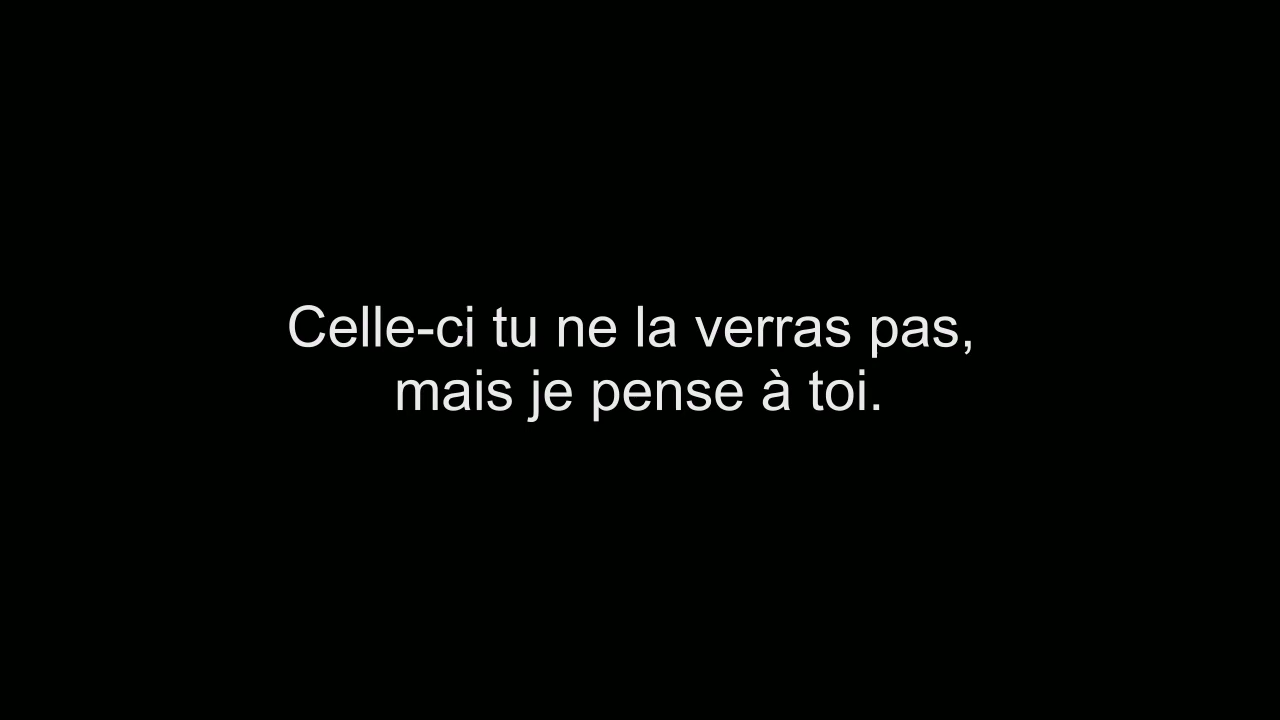 Celle-ci tu ne la verras pas,
mais je pense à toi.